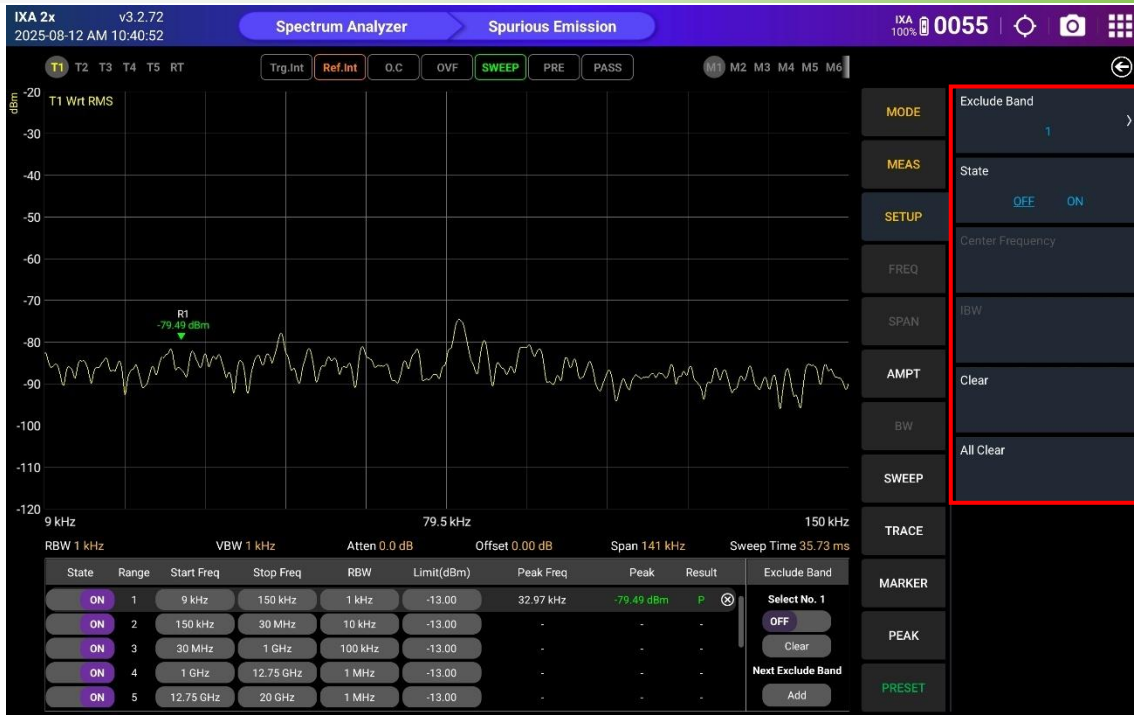 IXA 2x v3.2.72
2025-08-12 AM 10:40:52
Spectrum Analyzer
Spurious Emission
IXA
100%
0055
T1 T2 T3 T4 T5 RT
Trg.Int Ref.Int O.C OVF SWEEP PRE PASS
M1 M2 M3 M4 M5 M6
dBm
-20
-30
-40
-50
-60
-70
-80
-90
-100
-110
-120
T1 Wrt RMS
R1
-79.49 dBm
9 kHz 79.5 kHz 150 kHz
RBW 1 kHz VBW 1 kHz Atten 0.0 dB Offset 0.00 dB Span 141 kHz Sweep Time 35.73 ms
State Range Start Freq Stop Freq RBW Limit(dBm) Peak Freq Peak Result
ON 1 9 kHz 150 kHz 1 kHz -13.00 32.97 kHz -79.49 dBm P
ON 2 150 kHz 30 MHz 10 kHz -13.00 - - -
ON 3 30 MHz 1 GHz 100 kHz -13.00 - - -
ON 4 1 GHz 12.75 GHz 1 MHz -13.00 - - -
ON 5 12.75 GHz 20 GHz 1 MHz -13.00 - - -
Exclude Band
Select No. 1
OFF
Clear
Next Exclude Band
Add
MODE
MEAS
SETUP
FREQ
SPAN
AMPT
BW
SWEEP
TRACE
MARKER
PEAK
PRESET
Exclude Band
1
State
OFF ON
Center Frequency
IBW
Clear
All Clear